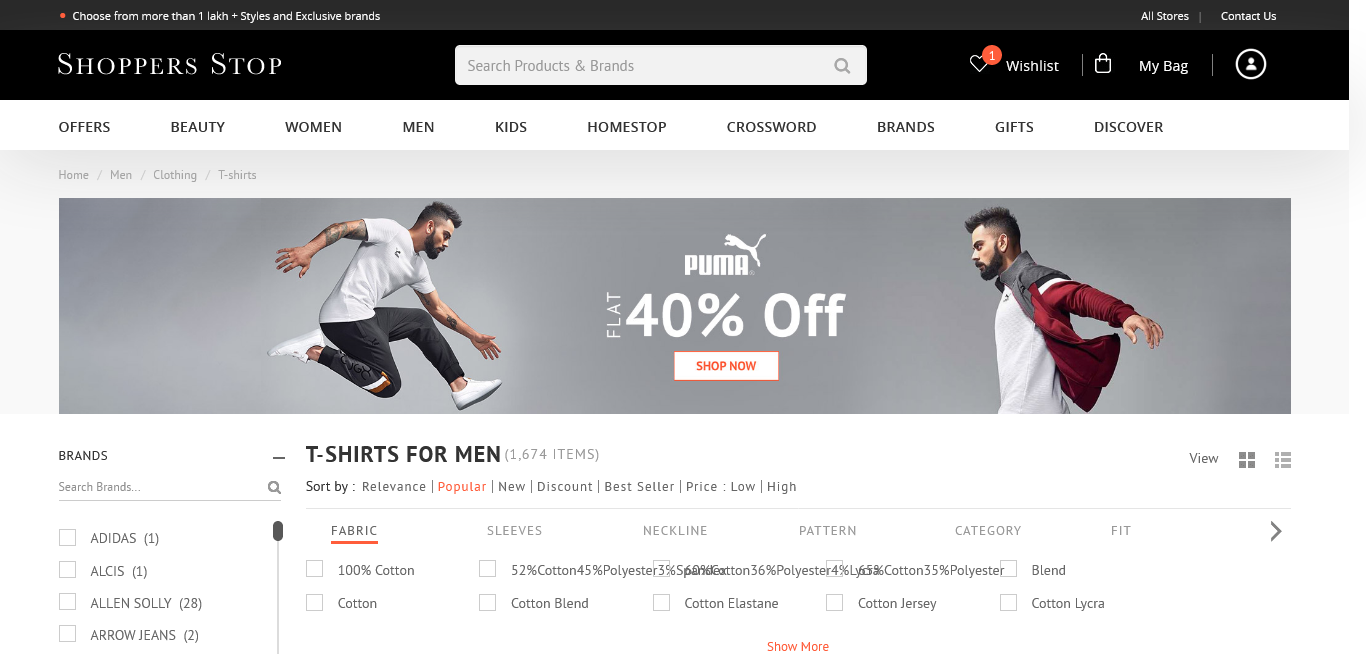 Choose from more than 1 lakh + Styles and Exclusive brands
All Stores | Contact Us
SHOPPERS STOP
Search Products & Brands
1
Wishlist
My Bag
OFFERS BEAUTY WOMEN MEN KIDS HOMESTOP CROSSWORD BRANDS GIFTS DISCOVER
Home / Men / Clothing / T-shirts
PUMA
FLAT
40% Off
SHOP NOW
BRANDS
Search Brands...
ADIDAS (1)
ALCIS (1)
ALLEN SOLLY (28)
ARROW JEANS (2)
T-SHIRTS FOR MEN (1,674 ITEMS)
View
Sort by : Relevance | Popular | New | Discount | Best Seller | Price : Low | High
FABRIC SLEEVES NECKLINE PATTERN CATEGORY FIT
100% Cotton 52%Cotton45%Polyester3%Spandex 60%Cotton36%Polyester4%Lycra 65%Cotton35%Polyester Blend
Cotton Cotton Blend Cotton Elastane Cotton Jersey Cotton Lycra
Show More